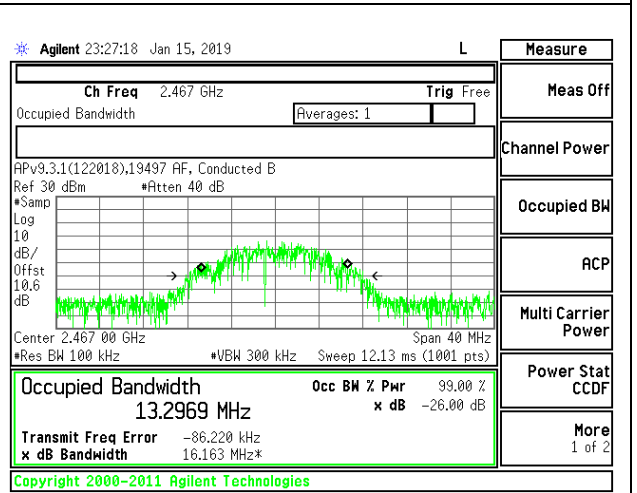 Agilent 23:27:18 Jan 15, 2019 L Measure
Ch Freq 2.467 GHz Trig Free
Occupied Bandwidth Averages: 1
Meas Off
Channel Power
Occupied BW
ACP
Multi Carrier
Power
Power Stat
CCDF
More
1 of 2
APv9.3.1(122018),19497 AF, Conducted B
Ref 30 dBm #Atten 40 dB
#Samp
Log
10
dB/
Offst
10.6
dB
Center 2.467 00 GHz Span 40 MHz
#Res BW 100 kHz #VBW 300 kHz Sweep 12.13 ms (1001 pts)
Occupied Bandwidth Occ BW % Pwr 99.00 %
13.2969 MHz x dB -26.00 dB
Transmit Freq Error -86.220 kHz
x dB Bandwidth 16.163 MHz*
Copyright 2000-2011 Agilent Technologies